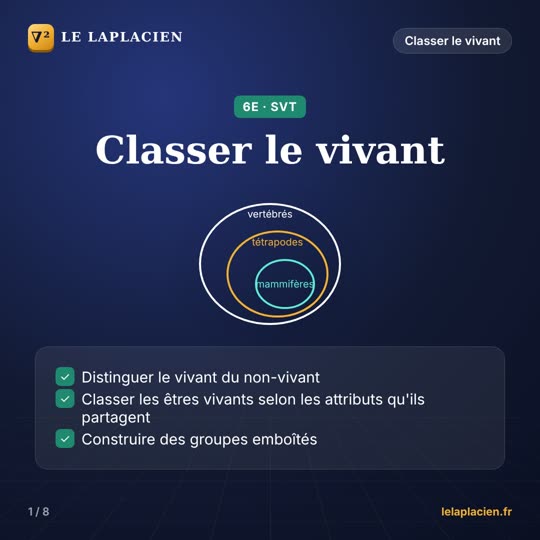 ∇² LE LAPLACIEN
Classer le vivant
6E · SVT
Classer le vivant
vertébrés
tétrapodes
mammifères
Distinguer le vivant du non-vivant
Classer les êtres vivants selon les attributs qu'ils
partagent
Construire des groupes emboîtés
1 / 8
lelaplacien.fr